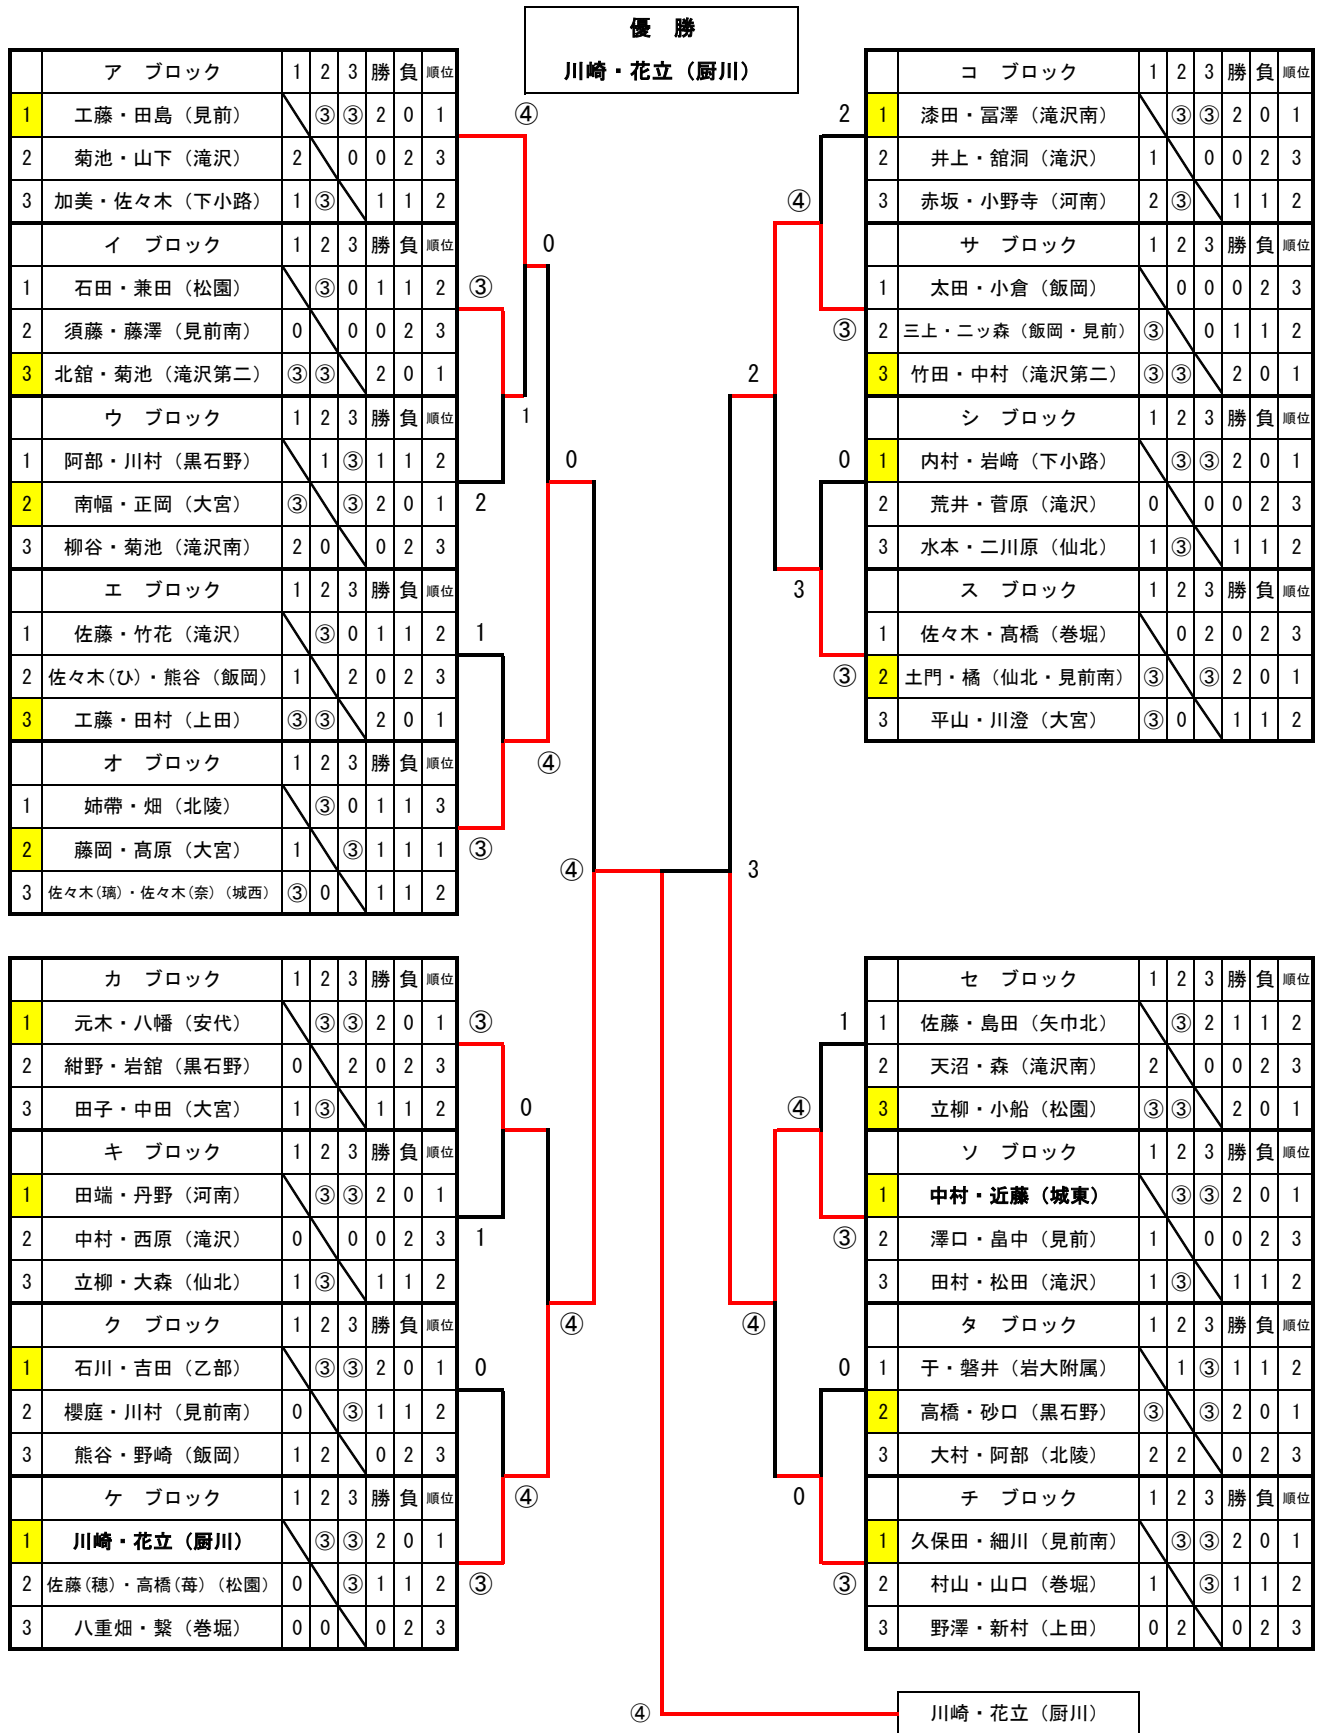 優　勝
川崎・花立（厨川）
ア　ブロック 1 2 3 勝 負 順位
1 工藤・田島（見前） ③ ③ 2 0 1
2 菊池・山下（滝沢） 2 0 0 2 3
3 加美・佐々木（下小路） 1 ③ 1 1 2
イ　ブロック 1 2 3 勝 負 順位
1 石田・兼田（松園） ③ 0 1 1 2
2 須藤・藤澤（見前南） 0 0 0 2 3
3 北舘・菊池（滝沢第二） ③ ③ 2 0 1
ウ　ブロック 1 2 3 勝 負 順位
1 阿部・川村（黒石野） 1 ③ 1 1 2
2 南幅・正岡（大宮） ③ ③ 2 0 1
3 柳谷・菊池（滝沢南） 2 0 0 2 3
エ　ブロック 1 2 3 勝 負 順位
1 佐藤・竹花（滝沢） ③ 0 1 1 2
2 佐々木(ひ)・熊谷（飯岡） 1 2 0 2 3
3 工藤・田村（上田） ③ ③ 2 0 1
オ　ブロック 1 2 3 勝 負 順位
1 姉帶・畑（北陵） ③ 0 1 1 3
2 藤岡・髙原（大宮） 1 ③ 1 1 1
3 佐々木(璃)・佐々木(奈)（城西） ③ 0 1 1 2
④
0
③
1
2
0
1
④
③
④
カ　ブロック 1 2 3 勝 負 順位
1 元木・八幡（安代） ③ ③ 2 0 1
2 紺野・岩舘（黒石野） 0 2 0 2 3
3 田子・中田（大宮） 1 ③ 1 1 2
キ　ブロック 1 2 3 勝 負 順位
1 田端・丹野（河南） ③ ③ 2 0 1
2 中村・西原（滝沢） 0 0 0 2 3
3 立柳・大森（仙北） 1 ③ 1 1 2
ク　ブロック 1 2 3 勝 負 順位
1 石川・吉田（乙部） ③ ③ 2 0 1
2 櫻庭・川村（見前南） 0 ③ 1 1 2
3 熊谷・野崎（飯岡） 1 2 0 2 3
ケ　ブロック 1 2 3 勝 負 順位
1 川崎・花立（厨川） ③ ③ 2 0 1
2 佐藤(穂)・高橋(苺)（松園） 0 ③ 1 1 2
3 八重畑・繋（巻堀） 0 0 0 2 3
③
0
1
④
0
④
③
コ　ブロック 1 2 3 勝 負 順位
1 漆田・冨澤（滝沢南） ③ ③ 2 0 1
2 井上・舘洞（滝沢） 1 0 0 2 3
3 赤坂・小野寺（河南） 2 ③ 1 1 2
サ　ブロック 1 2 3 勝 負 順位
1 太田・小倉（飯岡） 0 0 0 2 3
2 三上・二ッ森（飯岡・見前） ③ 0 1 1 2
3 竹田・中村（滝沢第二） ③ ③ 2 0 1
シ　ブロック 1 2 3 勝 負 順位
1 内村・岩﨑（下小路） ③ ③ 2 0 1
2 荒井・菅原（滝沢） 0 0 0 2 3
3 水本・二川原（仙北） 1 ③ 1 1 2
ス　ブロック 1 2 3 勝 負 順位
1 佐々木・髙橋（巻堀） 0 2 0 2 3
2 土門・橘（仙北・見前南） ③ ③ 2 0 1
3 平山・川澄（大宮） ③ 0 1 1 2
2
④
③
2
0
3
③
3
セ　ブロック 1 2 3 勝 負 順位
1 佐藤・島田（矢巾北） ③ 2 1 1 2
2 天沼・森（滝沢南） 2 0 0 2 3
3 立柳・小船（松園） ③ ③ 2 0 1
ソ　ブロック 1 2 3 勝 負 順位
1 中村・近藤（城東） ③ ③ 2 0 1
2 澤口・畠中（見前） 1 0 0 2 3
3 田村・松田（滝沢） 1 ③ 1 1 2
タ　ブロック 1 2 3 勝 負 順位
1 于・磐井（岩大附属） 1 ③ 1 1 2
2 高橋・砂口（黒石野） ③ ③ 2 0 1
3 大村・阿部（北陵） 2 2 0 2 3
チ　ブロック 1 2 3 勝 負 順位
1 久保田・細川（見前南） ③ ③ 2 0 1
2 村山・山口（巻堀） 1 ③ 1 1 2
3 野澤・新村（上田） 0 2 0 2 3
1
④
③
④
0
0
③
④
川崎・花立（厨川）